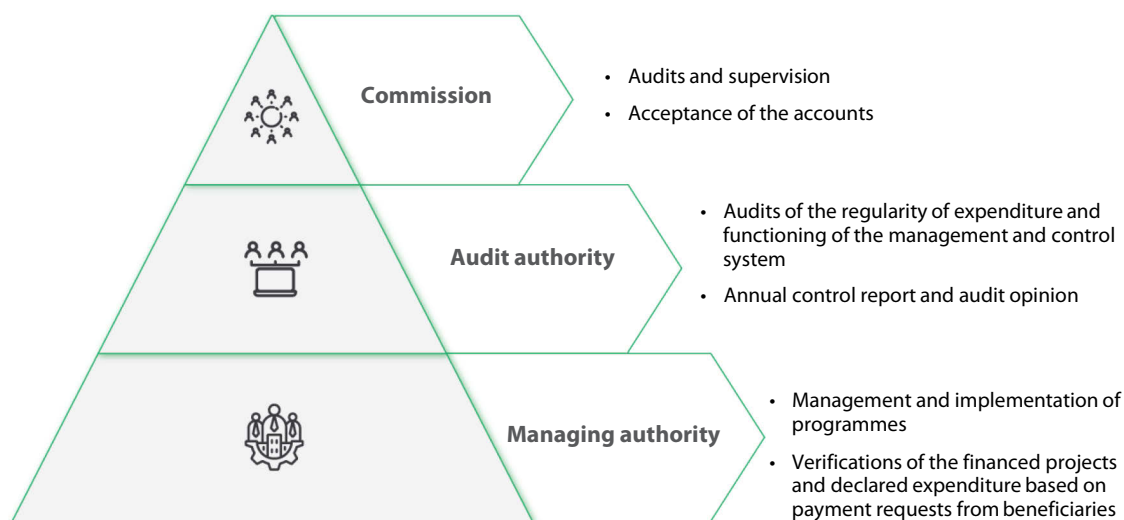 Commission
• Audits and supervision
• Acceptance of the accounts
Audit authority
• Audits of the regularity of expenditure and
functioning of the management and control
system
• Annual control report and audit opinion
Managing authority
• Management and implementation of
programmes
• Verifications of the financed projects
and declared expenditure based on
payment requests from beneficiaries